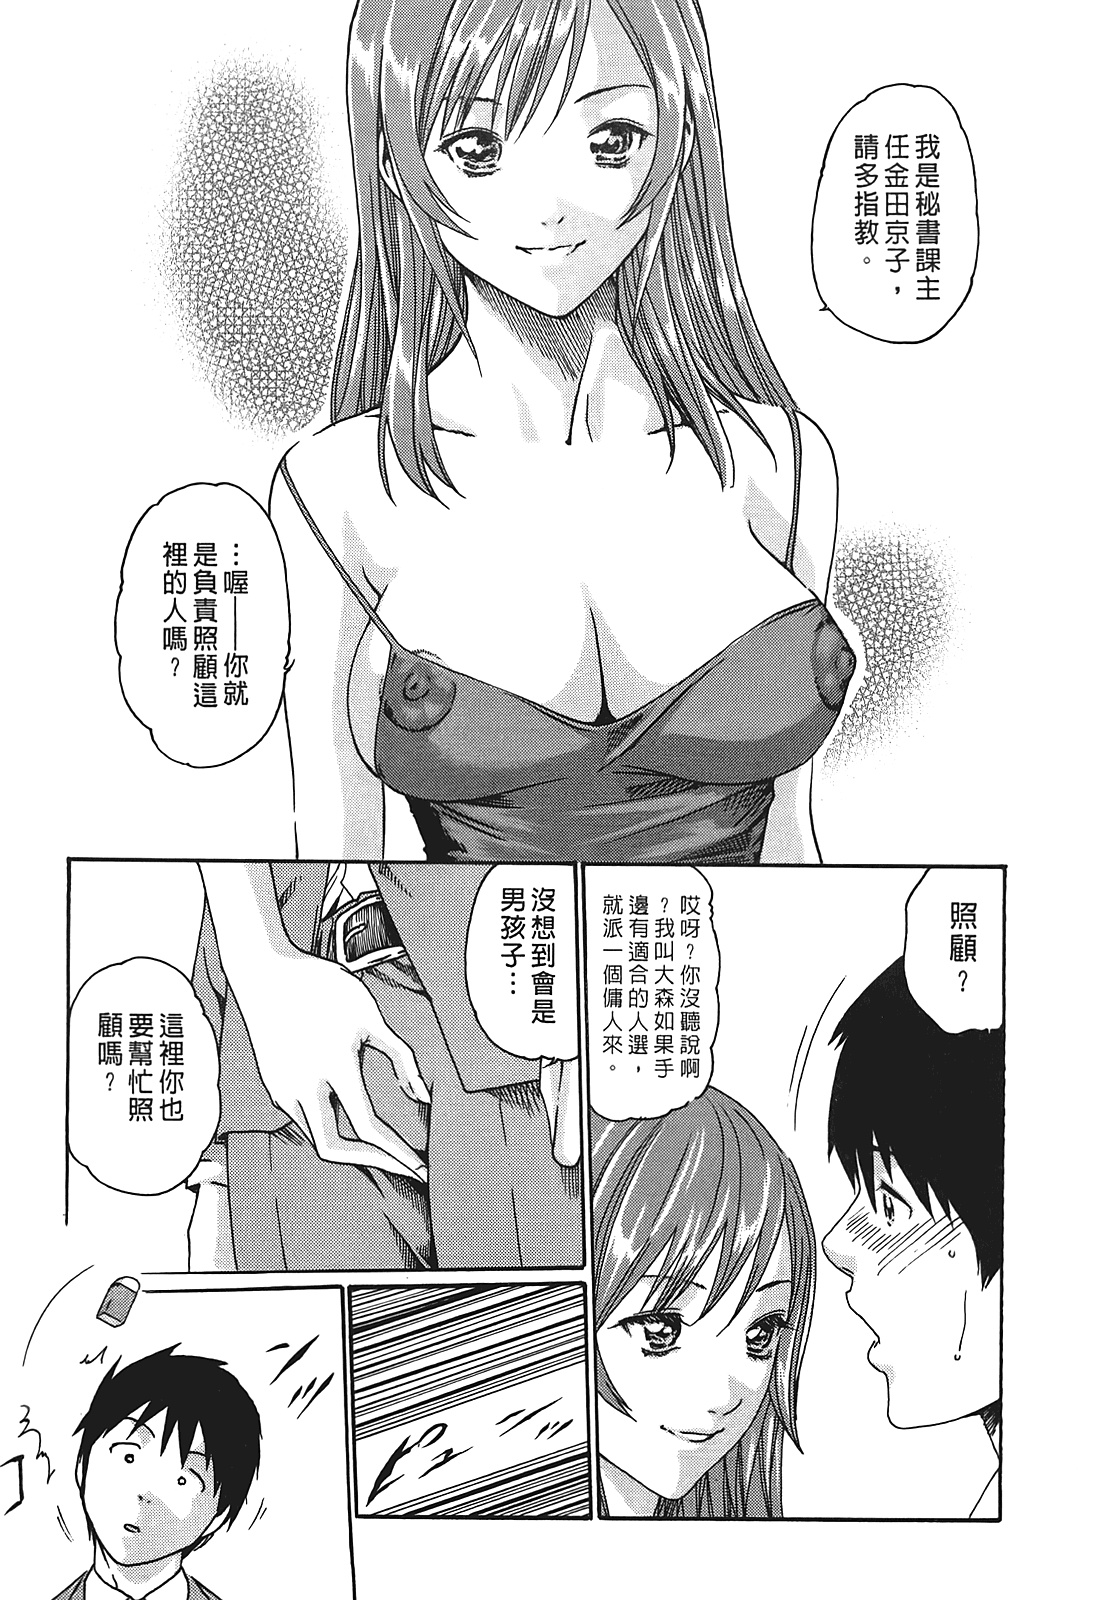 我是秘書課主
任金田京子，
請多指教。
…喔——你就
是負責照顧這
裡的人嗎？
照顧？
哎呀？你沒聽說啊
？我叫大森如果手
邊有適合的人選，
就派一個傭人來。
沒想到會是
男孩子…
這裡你也
要幫忙照
顧嗎？